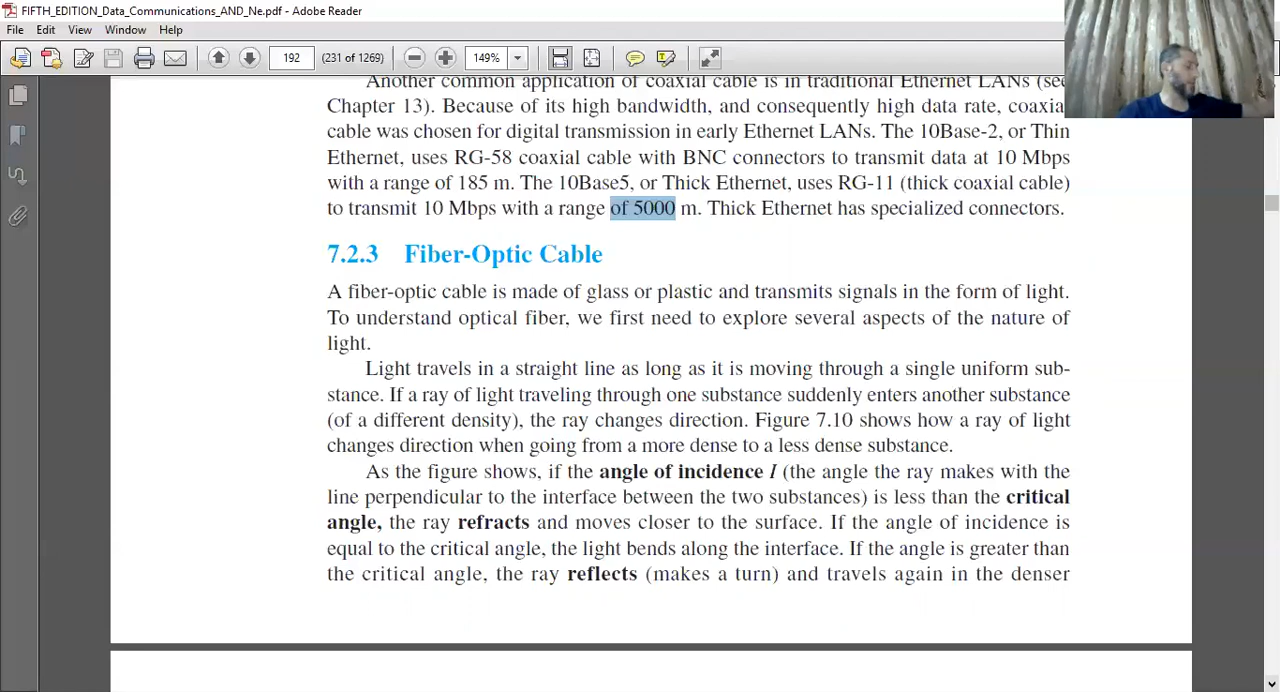 FIFTH_EDITION_Data_Communications_AND_Ne.pdf - Adobe Reader
File Edit View Window Help
192 (231 of 1269) 149%
Another common application of coaxial cable is in traditional Ethernet LANs (see
Chapter 13). Because of its high bandwidth, and consequently high data rate, coaxial
cable was chosen for digital transmission in early Ethernet LANs. The 10Base-2, or Thin
Ethernet, uses RG-58 coaxial cable with BNC connectors to transmit data at 10 Mbps
with a range of 185 m. The 10Base5, or Thick Ethernet, uses RG-11 (thick coaxial cable)
to transmit 10 Mbps with a range of 5000 m. Thick Ethernet has specialized connectors.
7.2.3 Fiber-Optic Cable
A fiber-optic cable is made of glass or plastic and transmits signals in the form of light.
To understand optical fiber, we first need to explore several aspects of the nature of
light.
Light travels in a straight line as long as it is moving through a single uniform sub-
stance. If a ray of light traveling through one substance suddenly enters another substance
(of a different density), the ray changes direction. Figure 7.10 shows how a ray of light
changes direction when going from a more dense to a less dense substance.
As the figure shows, if the angle of incidence I (the angle the ray makes with the
line perpendicular to the interface between the two substances) is less than the critical
angle, the ray refracts and moves closer to the surface. If the angle of incidence is
equal to the critical angle, the light bends along the interface. If the angle is greater than
the critical angle, the ray reflects (makes a turn) and travels again in the denser